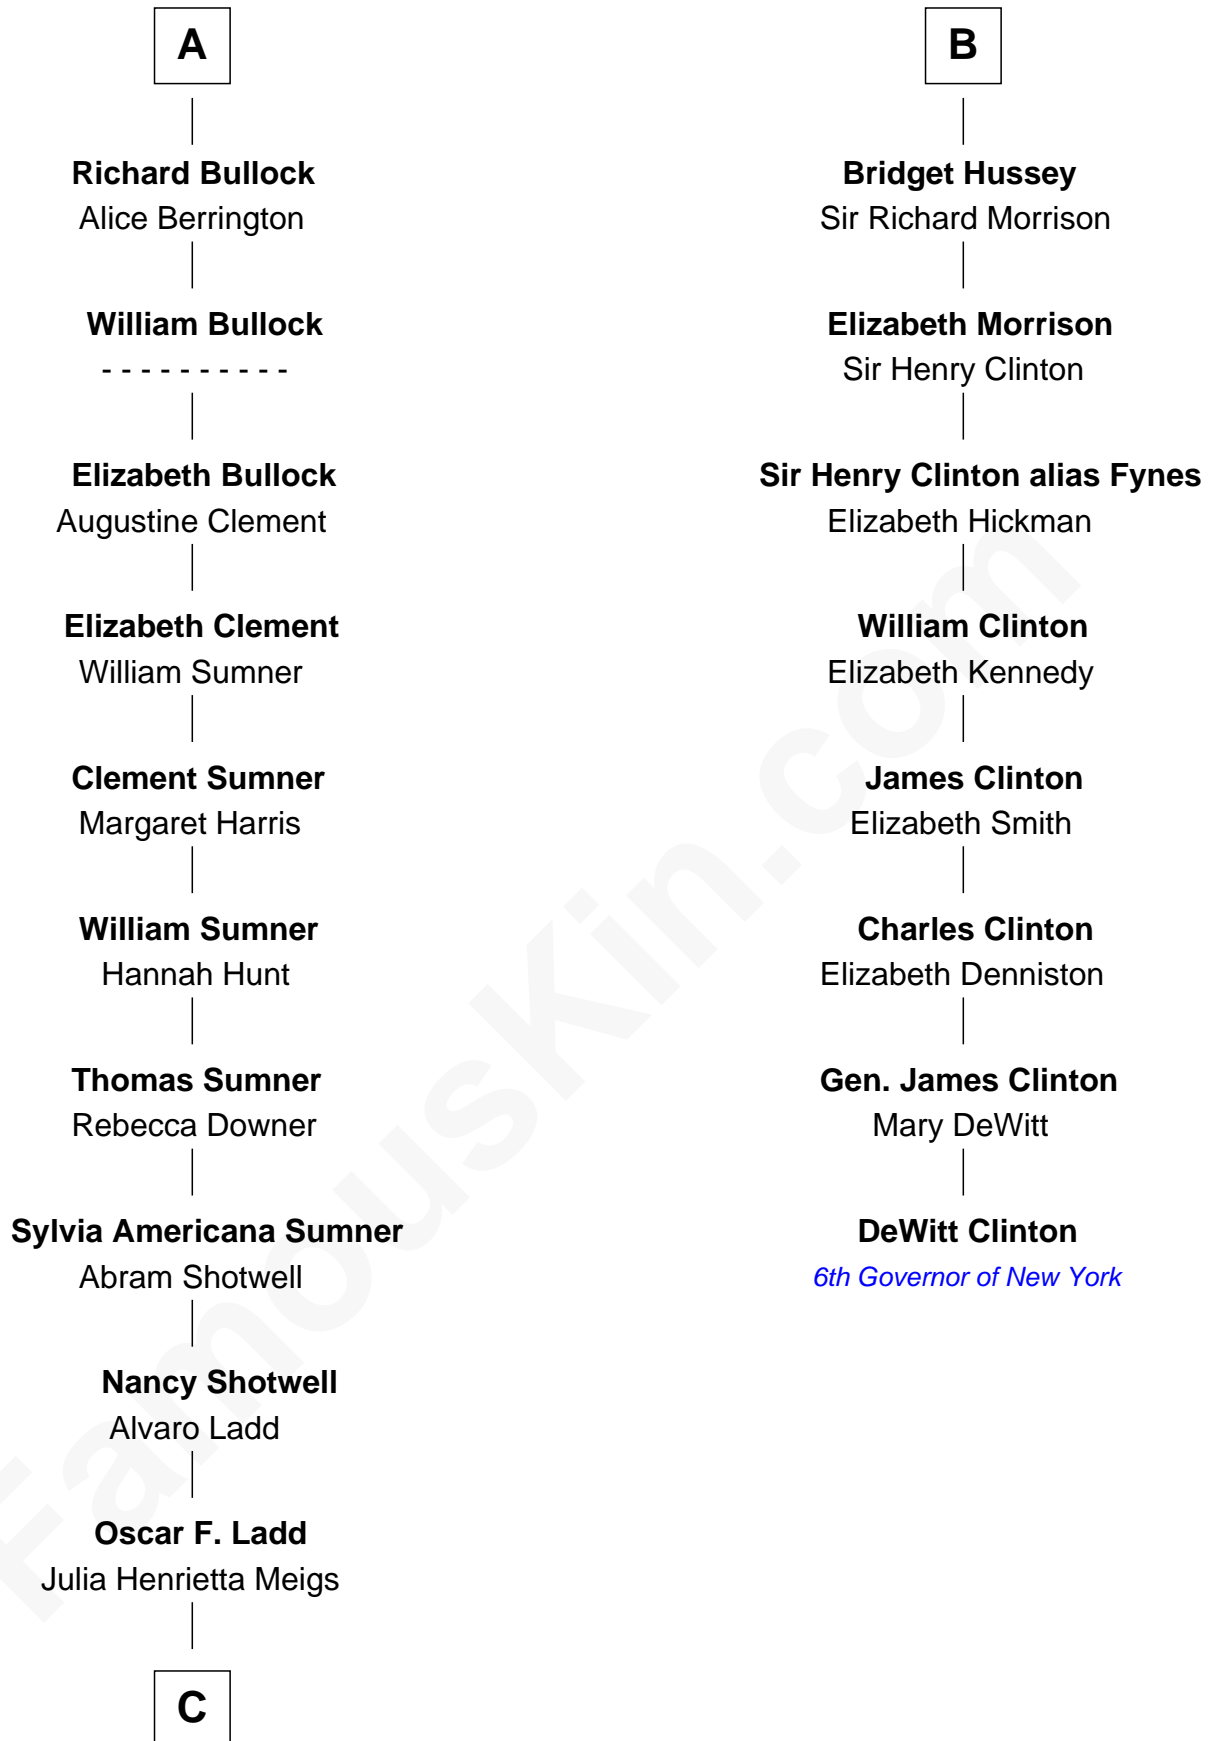 A
Richard Bullock
Alice Berrington
William Bullock
- - - - - - - - - -
Elizabeth Bullock
Augustine Clement
Elizabeth Clement
William Sumner
Clement Sumner
Margaret Harris
William Sumner
Hannah Hunt
Thomas Sumner
Rebecca Downer
Sylvia Americana Sumner
Abram Shotwell
Nancy Shotwell
Alvaro Ladd
Oscar F. Ladd
Julia Henrietta Meigs
C
B
Bridget Hussey
Sir Richard Morrison
Elizabeth Morrison
Sir Henry Clinton
Sir Henry Clinton alias Fynes
Elizabeth Hickman
William Clinton
Elizabeth Kennedy
James Clinton
Elizabeth Smith
Charles Clinton
Elizabeth Denniston
Gen. James Clinton
Mary DeWitt
DeWitt Clinton
6th Governor of New York
FamousKin.com